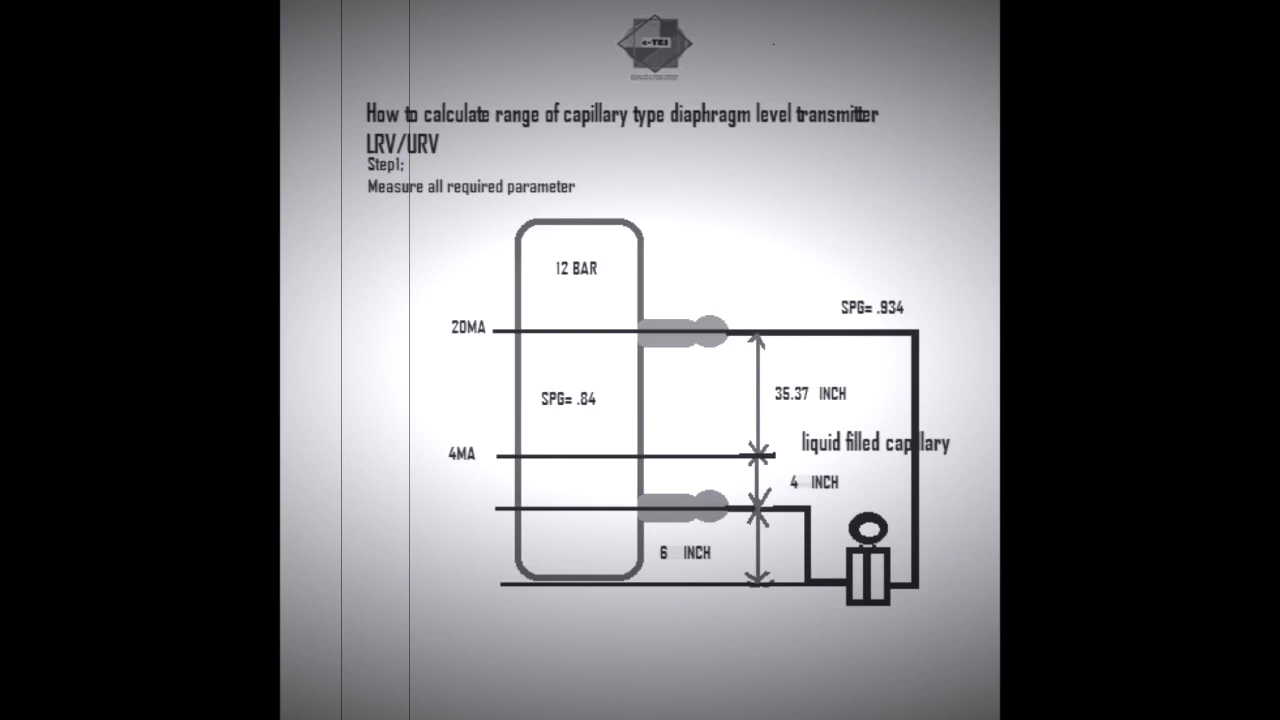 e-TES
How to calculate range of capillary type diaphragm level transmitter
LRV/URV
Step1;
Measure all required parameter
12 BAR
SPG= .934
20MA
35.37 INCH
SPG= .84
liquid filled capillary
4MA
4 INCH
6 INCH